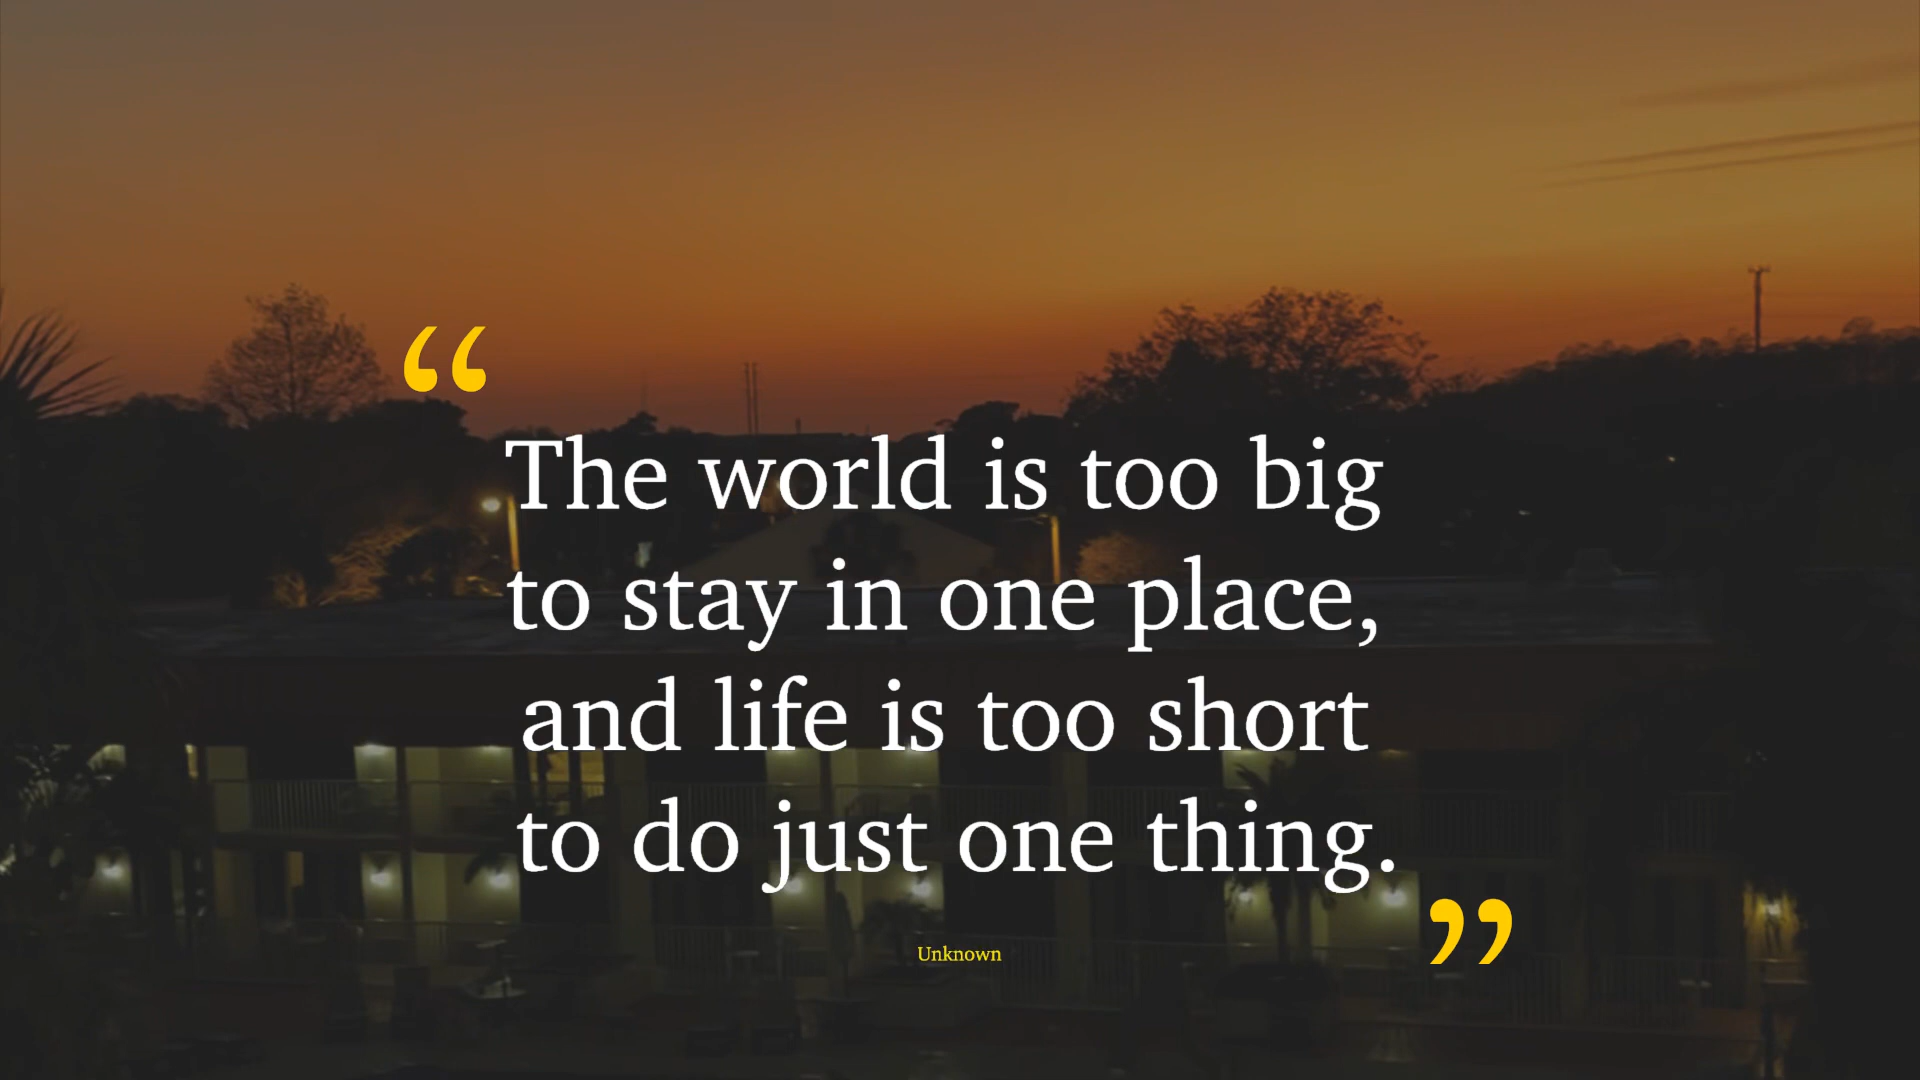 “
The world is too big
to stay in one place,
and life is too short
to do just one thing.
”
Unknown